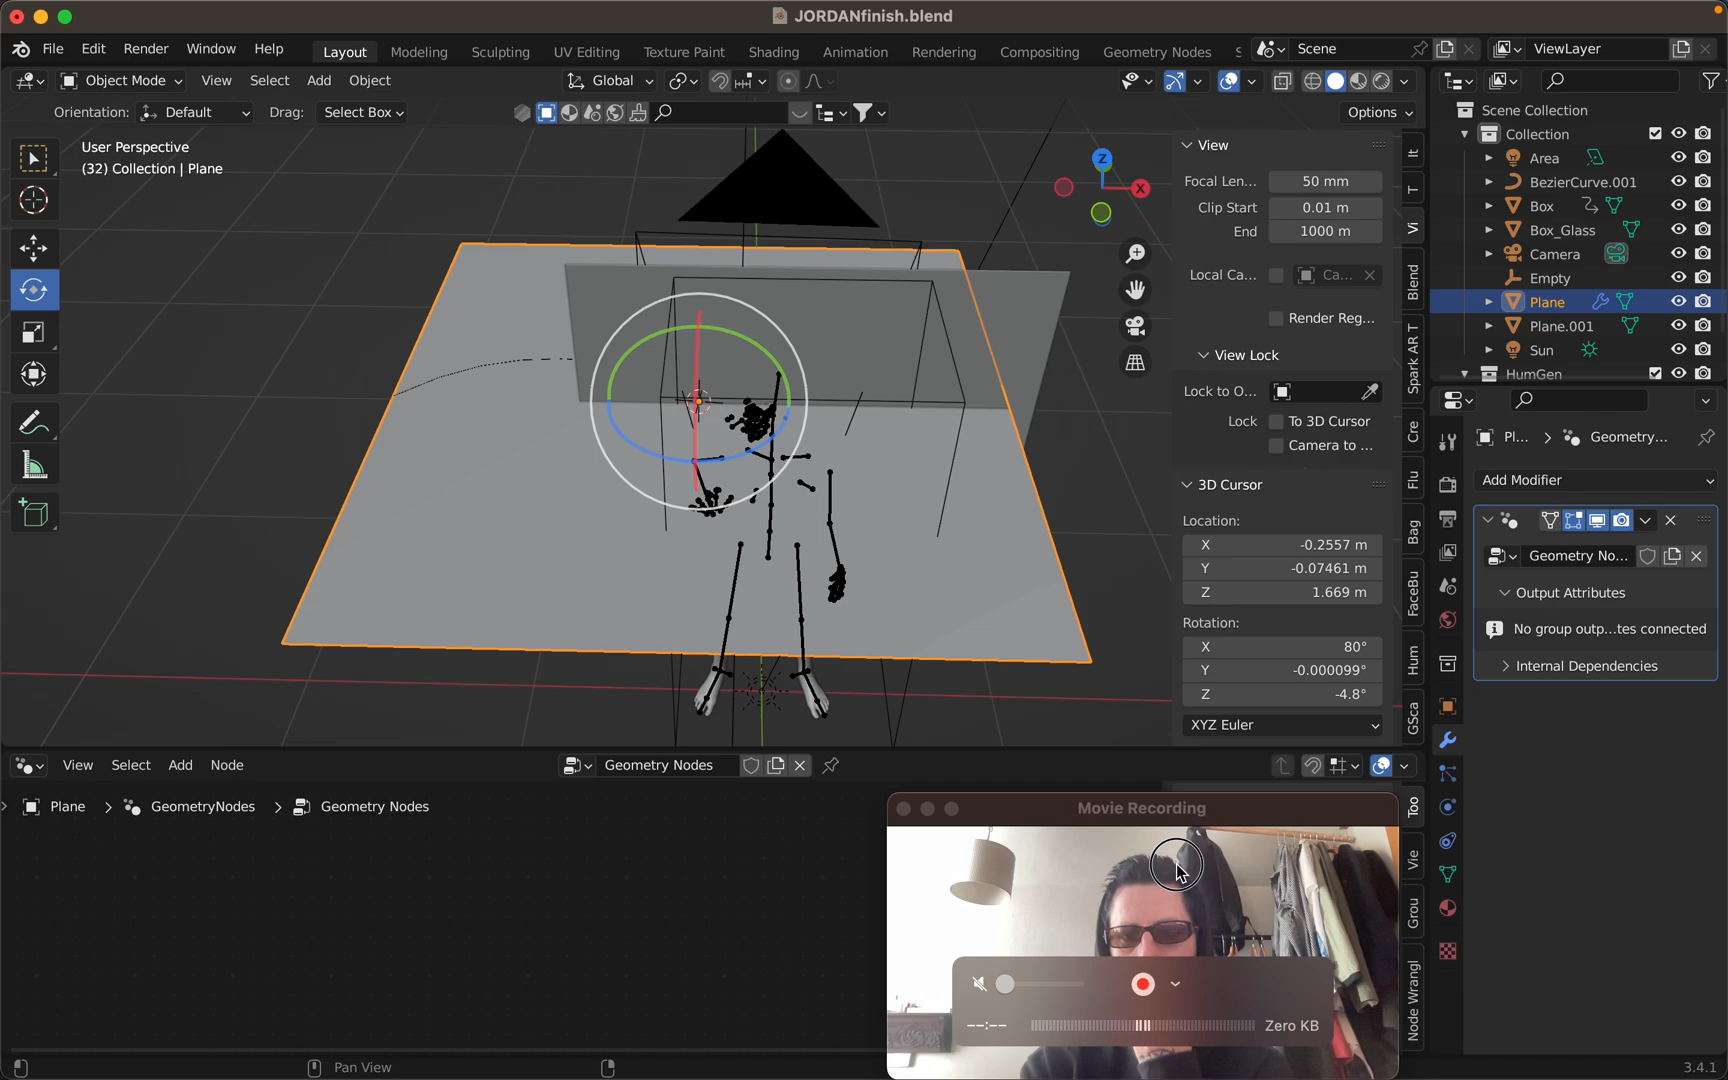 JORDANfinish.blend
File Edit Render Window Help Layout Modeling Sculpting UV Editing Texture Paint Shading Animation Rendering Compositing Geometry Nodes Scene ViewLayer
Object Mode View Select Add Object Global
Orientation: Default Drag: Select Box Options
User Perspective
(32) Collection | Plane
Z
X
View
Focal Len... 50 mm
Clip Start 0.01 m
End 1000 m
Local Ca... Ca...
Render Reg...
View Lock
Lock to O...
Lock To 3D Cursor
Camera to ...
3D Cursor
Location:
X -0.2557 m
Y -0.07461 m
Z 1.669 m
Rotation:
X 80°
Y -0.000099°
Z -4.8°
XYZ Euler
It
T
Vi
Blend
Spark AR T
Cre
Flu
Bag
FaceBu
Hum
GSca
Scene Collection
Collection
Area
BezierCurve.001
Box
Box_Glass
Camera
Empty
Plane
Plane.001
Sun
HumGen
Pl... > Geometry...
Add Modifier
Geometry No...
Output Attributes
No group outp...tes connected
Internal Dependencies
View Select Add Node Geometry Nodes
Plane > GeometryNodes > Geometry Nodes
Too
Vie
Grou
Node Wrangl
Movie Recording
--:-- Zero KB
Pan View
3.4.1